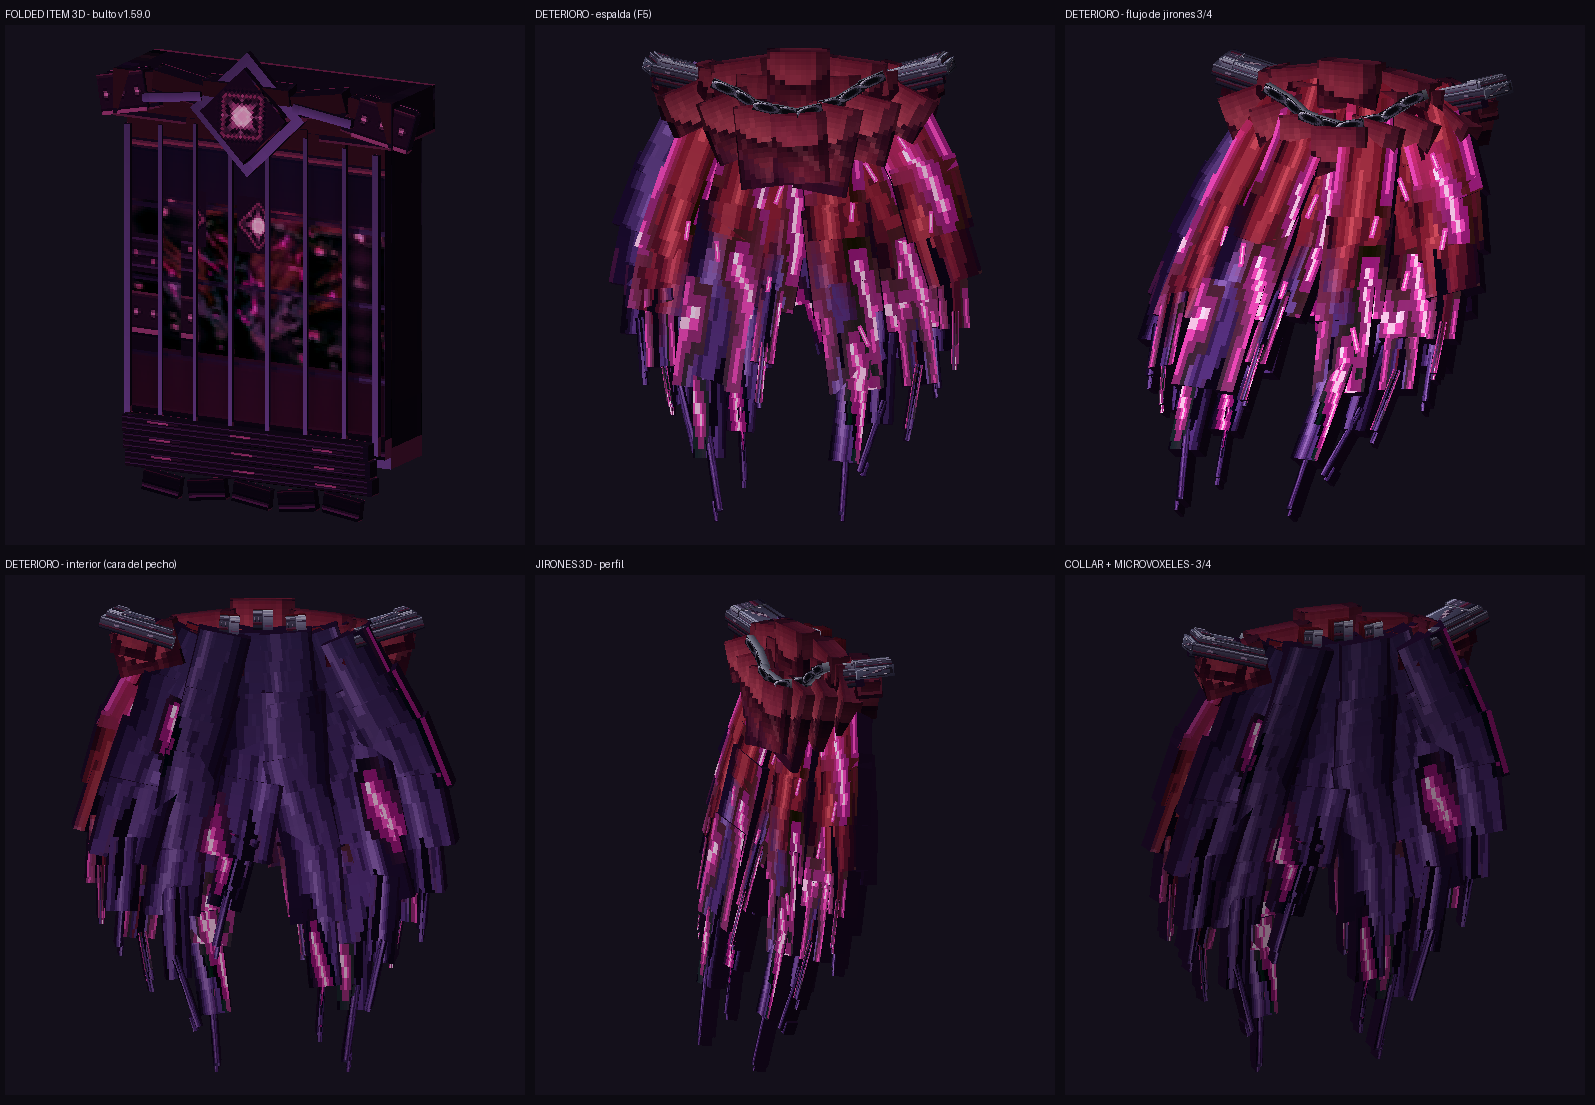 FOLDED ITEM 3D - bulto v1.59.0
DETERIORO - espalda (F5)
DETERIORO - flujo de jirones 3/4
DETERIORO - interior (cara del pecho)
JIRONES 3D - perfil
COLLAR + MICROVOXELES - 3/4